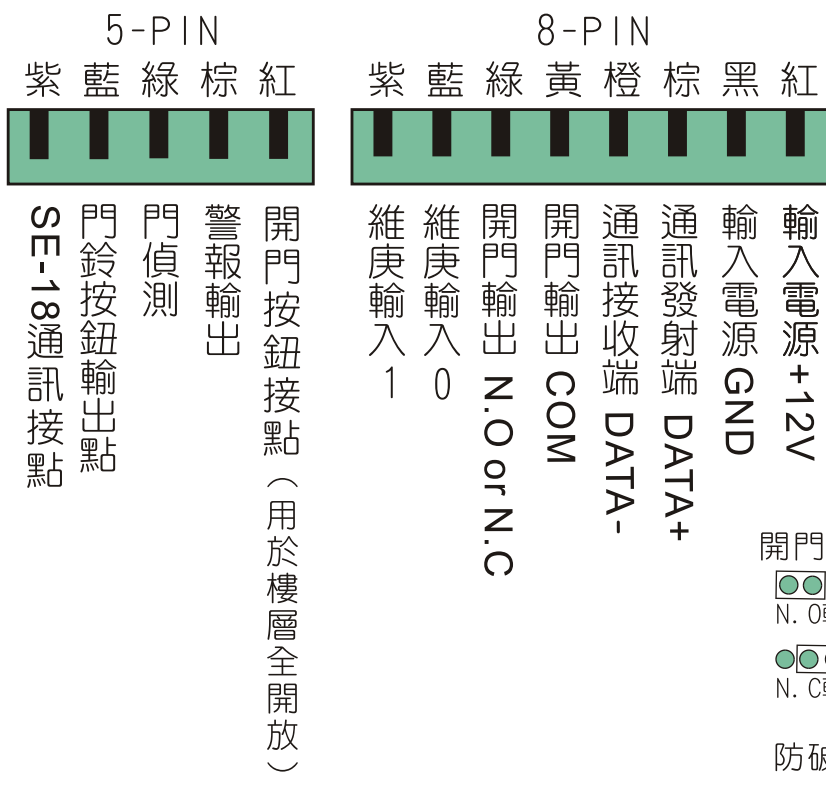 5-PIN
紫 藍 綠 棕 紅
SE-18通訊接點
門鈴按鈕輸出點
門偵測
警報輸出
開門按鈕接點（用於樓層全開放）
8-PIN
紫 藍 綠 黃 橙 棕 黑 紅
維庚輸入1
維庚輸入0
開門輸出 N.O or N.C
開門輸出 COM
通訊接收端 DATA-
通訊發射端 DATA+
輸入電源 GND
輸入電源+12V
開門
N. O
N. C
防破